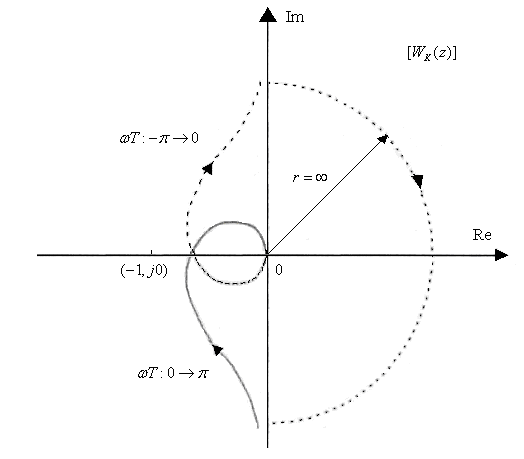 Im
[W_K(z)]
ωT: −π→0
r = ∞
Re
(−1, j0)
0
ωT: 0→π